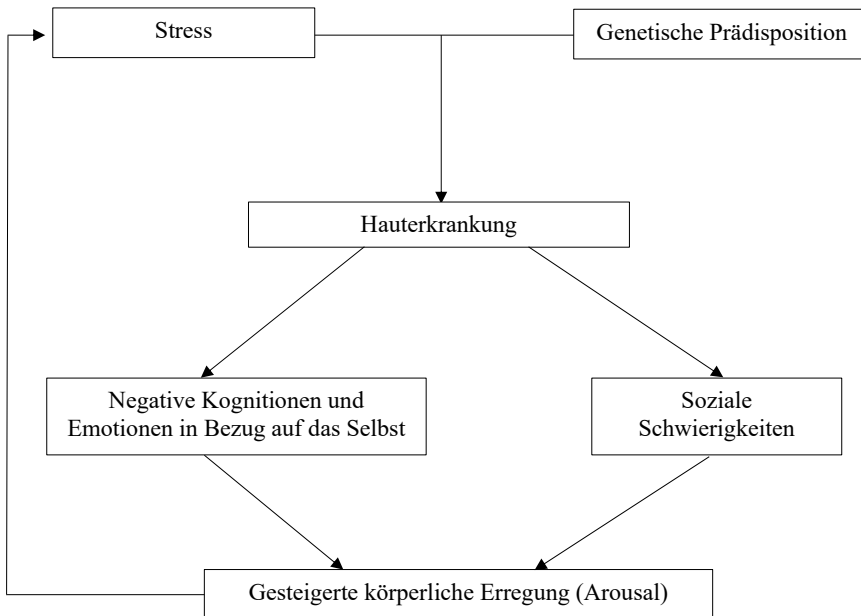 Stress
Genetische Prädisposition
Hauterkrankung
Negative Kognitionen und
Emotionen in Bezug auf das Selbst
Soziale
Schwierigkeiten
Gesteigerte körperliche Erregung (Arousal)